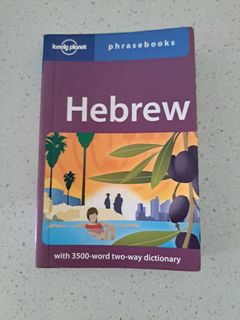 lonely planet
phrasebooks
Hebrew
with 3500-word two-way dictionary